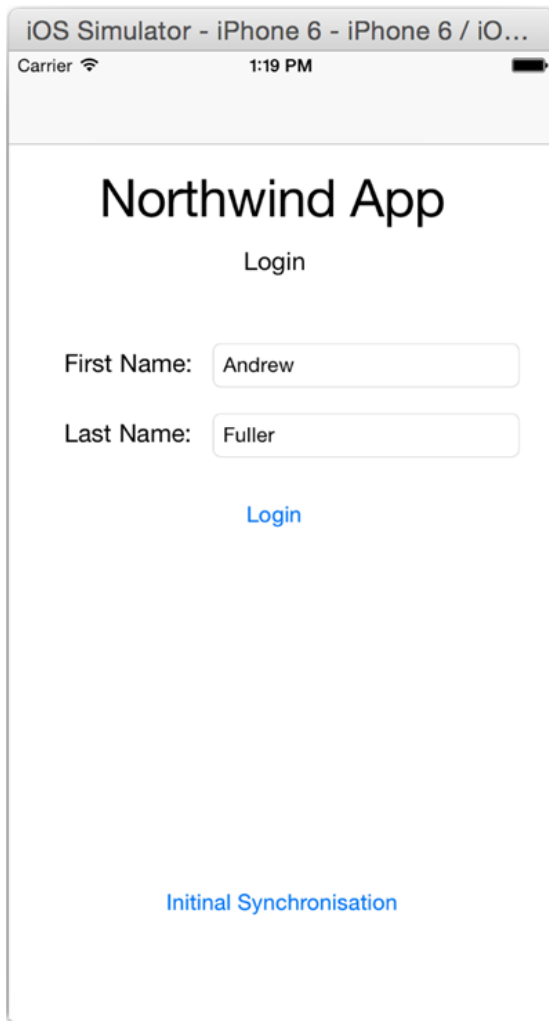 iOS Simulator - iPhone 6 - iPhone 6 / iO...
Carrier 1:19 PM
Northwind App
Login
First Name: Andrew
Last Name: Fuller
Login
Initinal Synchronisation